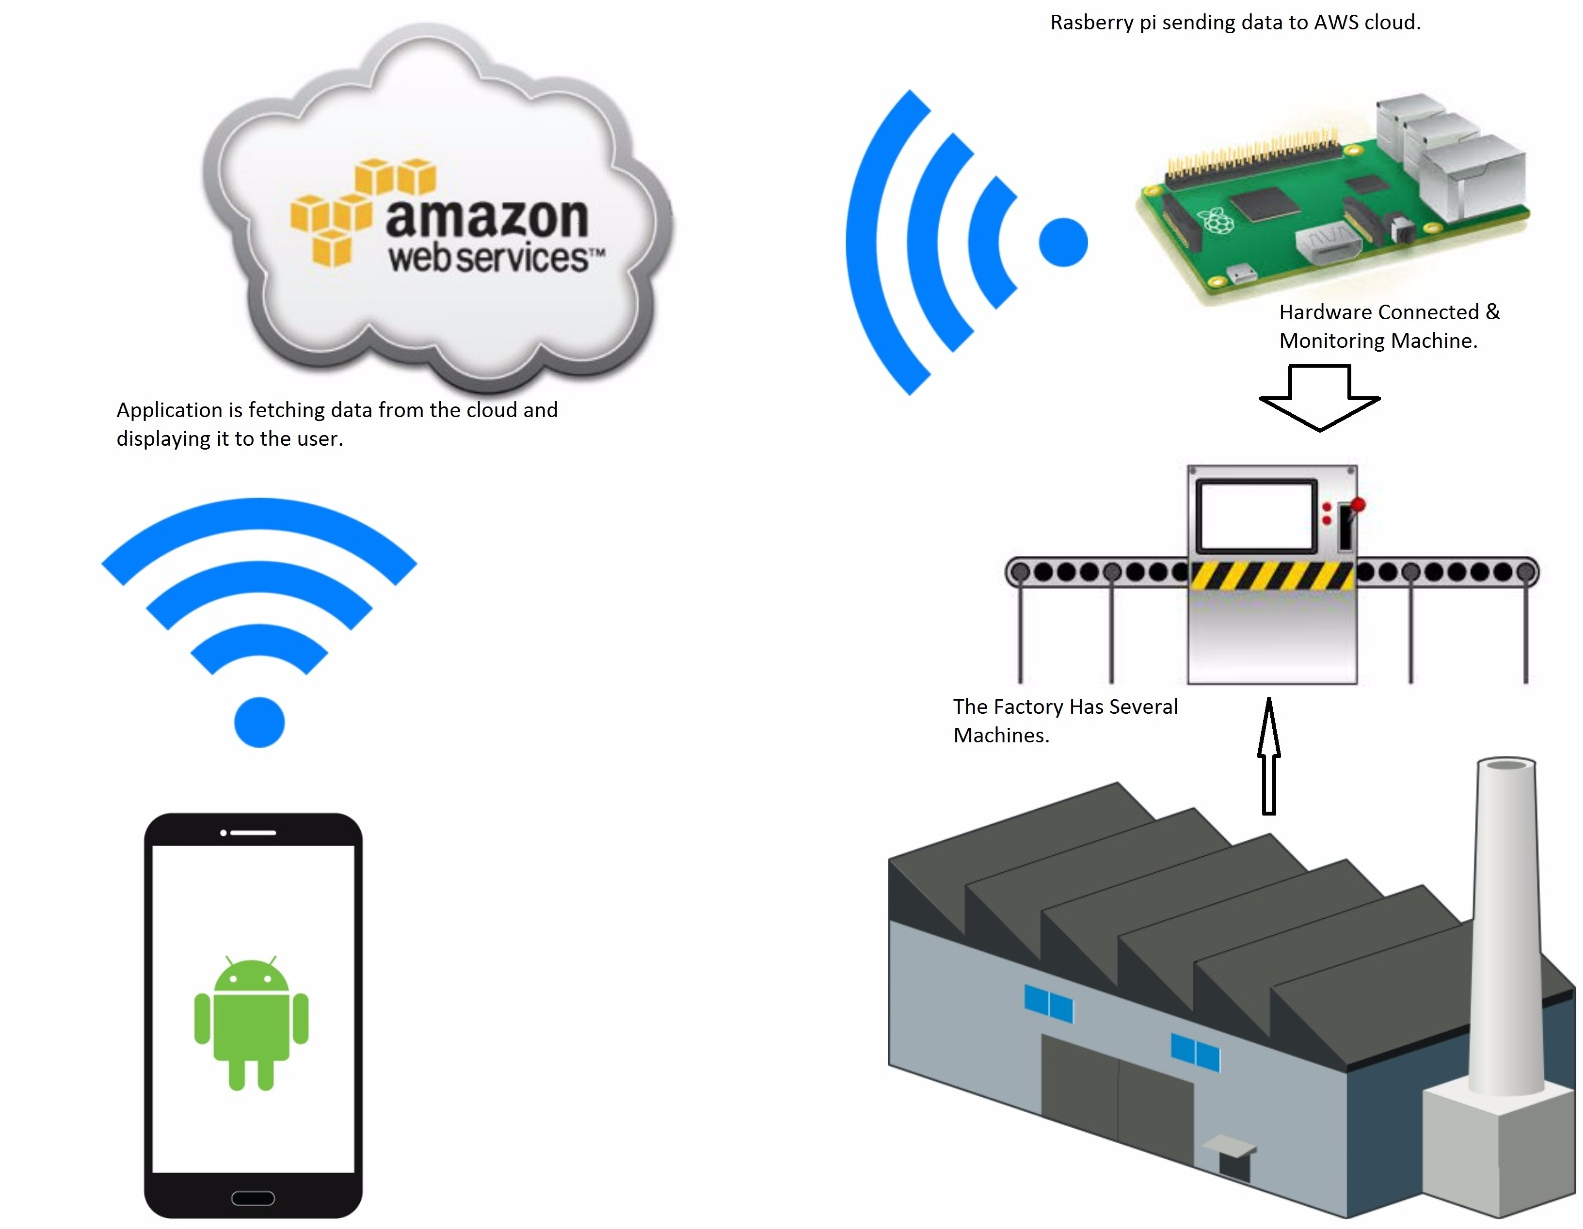 Rasberry pi sending data to AWS cloud.
amazon
web services™
Hardware Connected &
Monitoring Machine.
Application is fetching data from the cloud and
displaying it to the user.
The Factory Has Several
Machines.